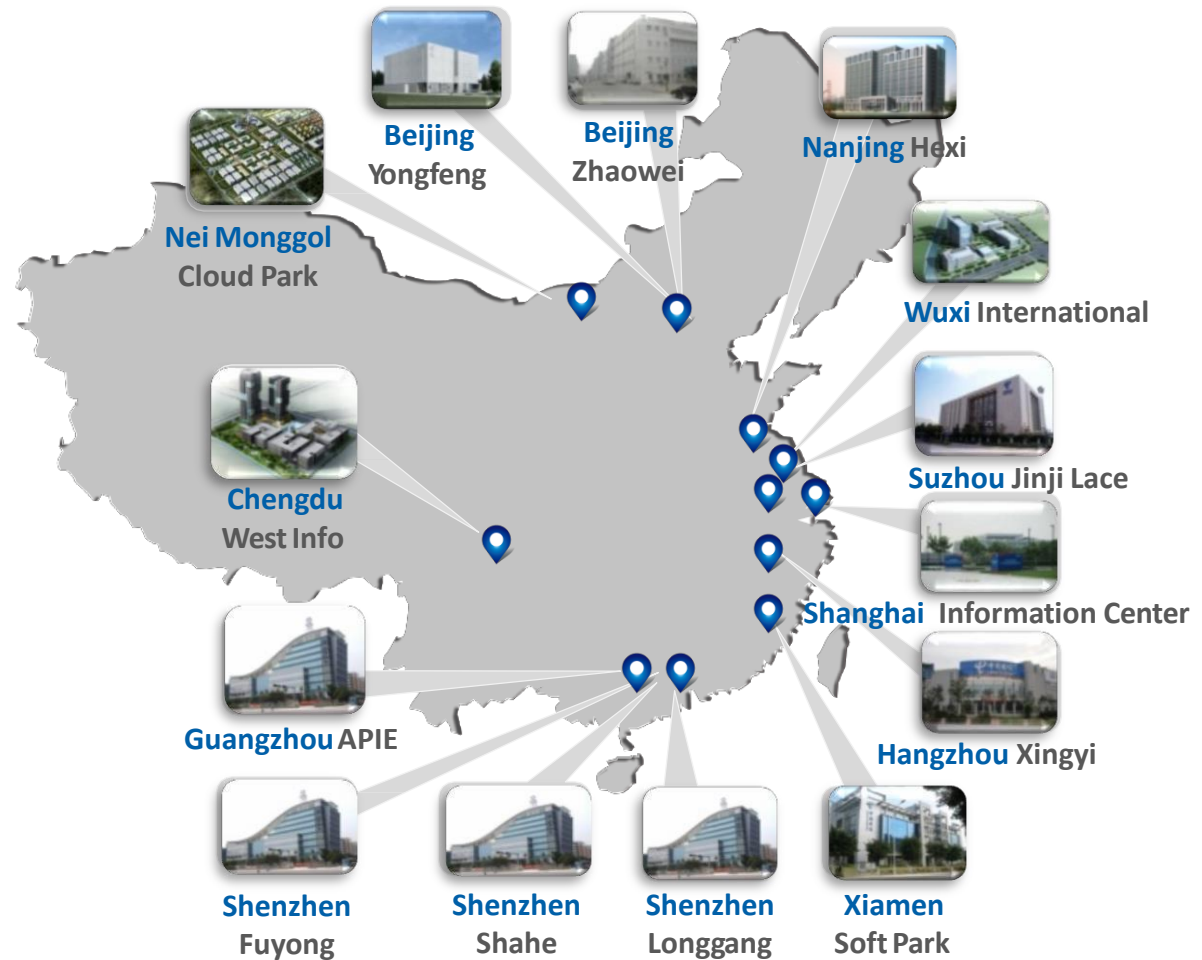 Beijing
Yongfeng
Beijing
Zhaowei
Nanjing Hexi
Nei Monggol
Cloud Park
Wuxi International
Chengdu
West Info
Suzhou Jinji Lace
Shanghai Information Center
Guangzhou APIE
Hangzhou Xingyi
Shenzhen
Fuyong
Shenzhen
Shahe
Shenzhen
Longgang
Xiamen
Soft Park